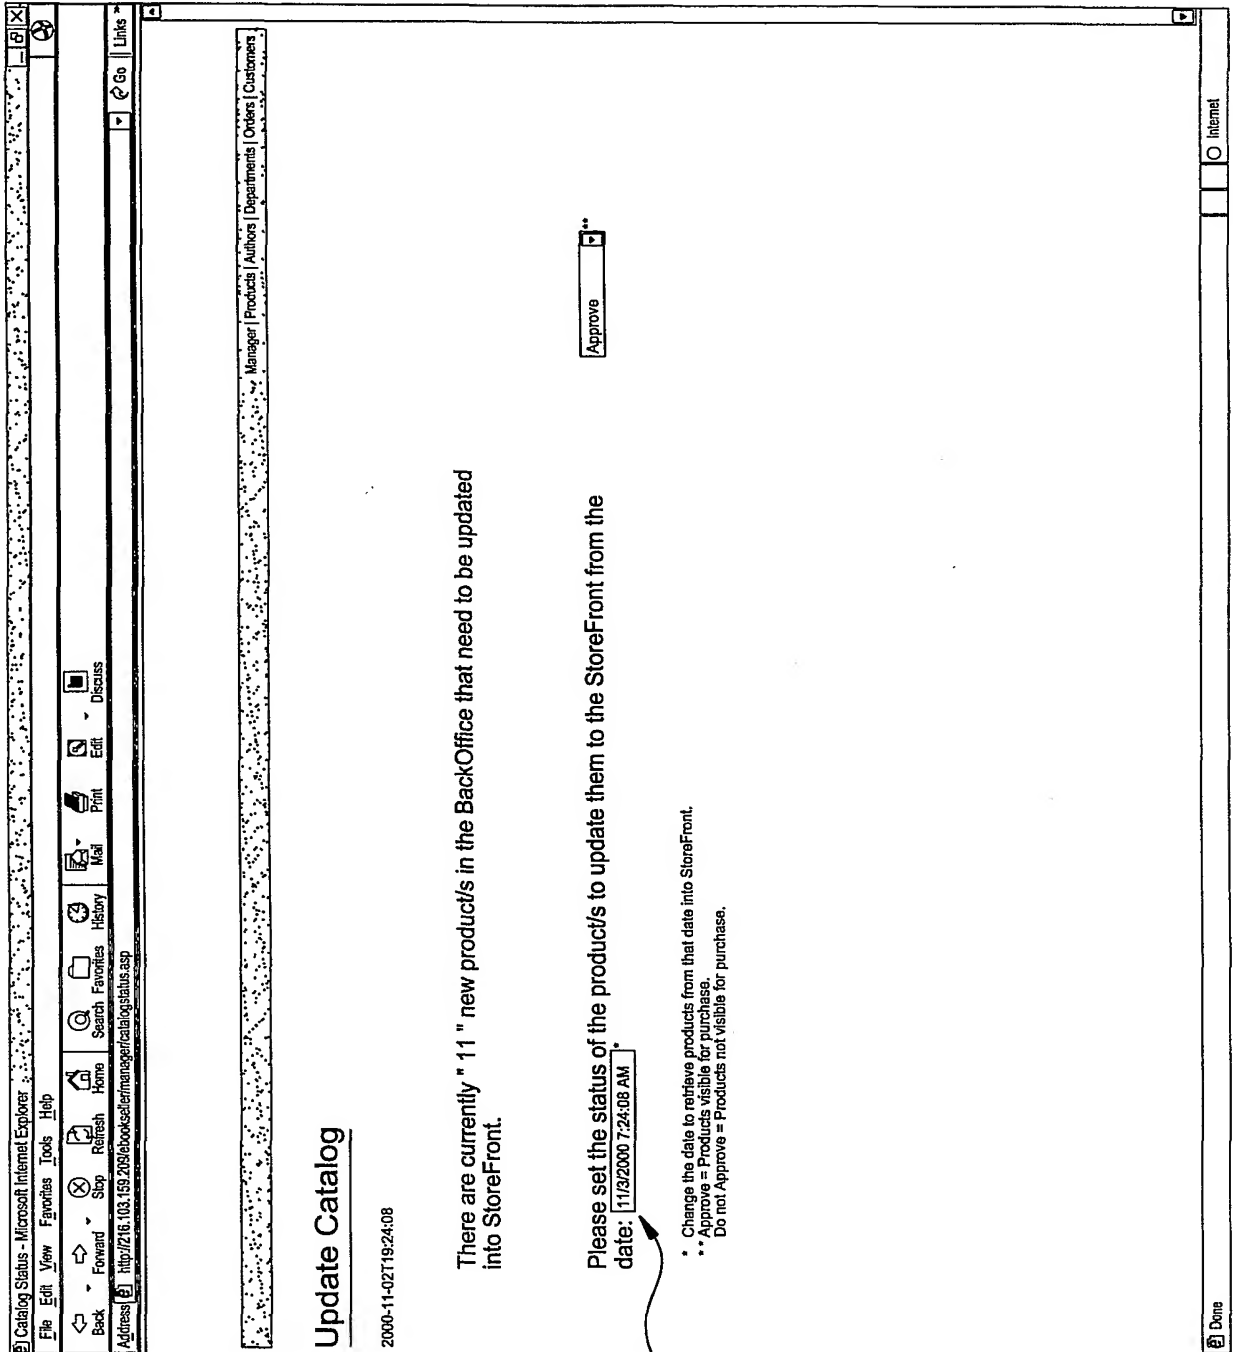 Catalog Status - Microsoft Internet Explorer
File Edit View Favorites Tools Help
Back Forward Stop Refresh Home Search Favorites History Mail Print Edit Discuss
Address http://216.103.159.209/ebookseller/manager/catalogstatus.asp Go Links »
Manager | Products | Authors | Departments | Orders | Customers
Update Catalog
2000-11-02T19:24:08
There are currently " 11 " new product/s in the BackOffice that need to be updated
into StoreFront.
Please set the status of the product/s to update them to the StoreFront from the
date: 11/3/2000 7:24:08 AM * Approve **
* Change the date to retrieve products from that date into StoreFront.
** Approve = Products visible for purchase.
Do not Approve = Products not visible for purchase.
Done Internet